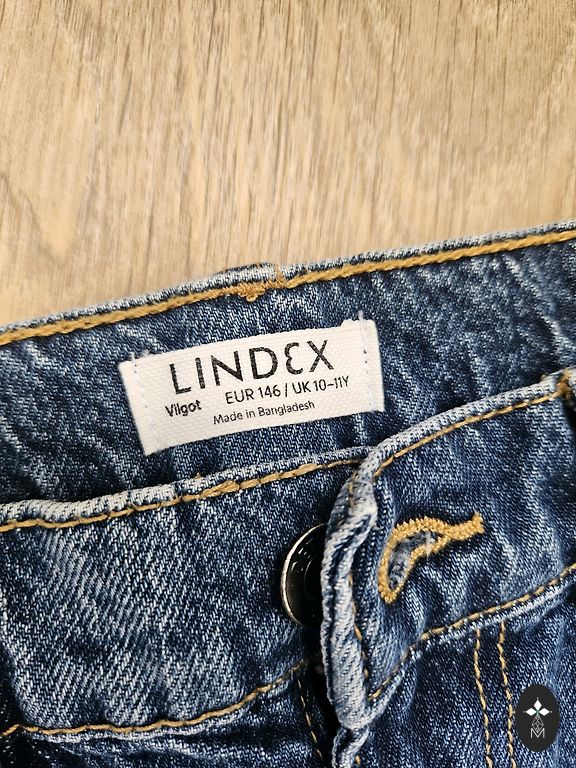 LINDEX
Vilgot EUR 146 / UK 10-11Y
Made in Bangladesh
M